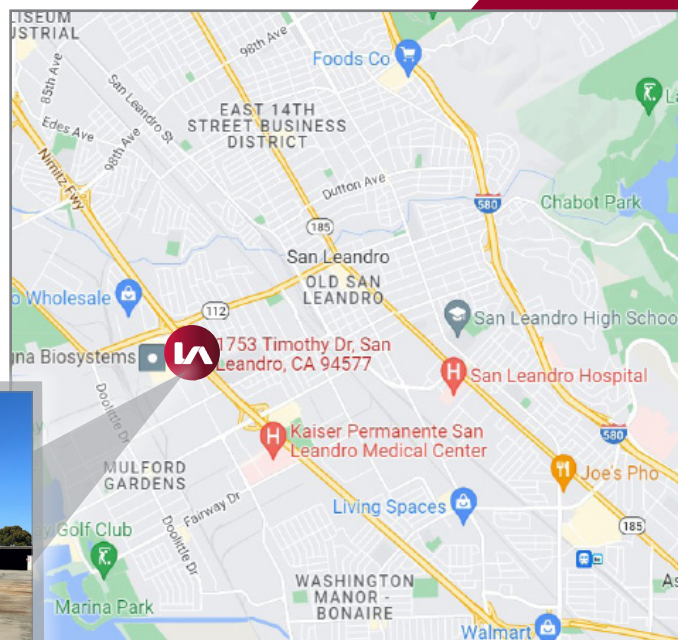 LISEUM
USTRIAL
98th Ave
Foods Co
85th Ave
San Leandro St
EAST 14TH
STREET BUSINESS
DISTRICT
Edes Ave
98th Ave
Nimitz Fwy
Dutton Ave
580
Chabot Park
185
San Leandro
OLD SAN
LEANDRO
o Wholesale
112
San Leandro High Schoo
gna Biosystems
1753 Timothy Dr, San
Leandro, CA 94577
San Leandro Hospital
Doolittle Dr
Kaiser Permanente San
Leandro Medical Center
580
MULFORD
GARDENS
Joe's Pho
Fairway Dr
Living Spaces
Doolittle Dr
185
Golf Club
WASHINGTON
MANOR -
BONAIRE
Marina Park
Walmart